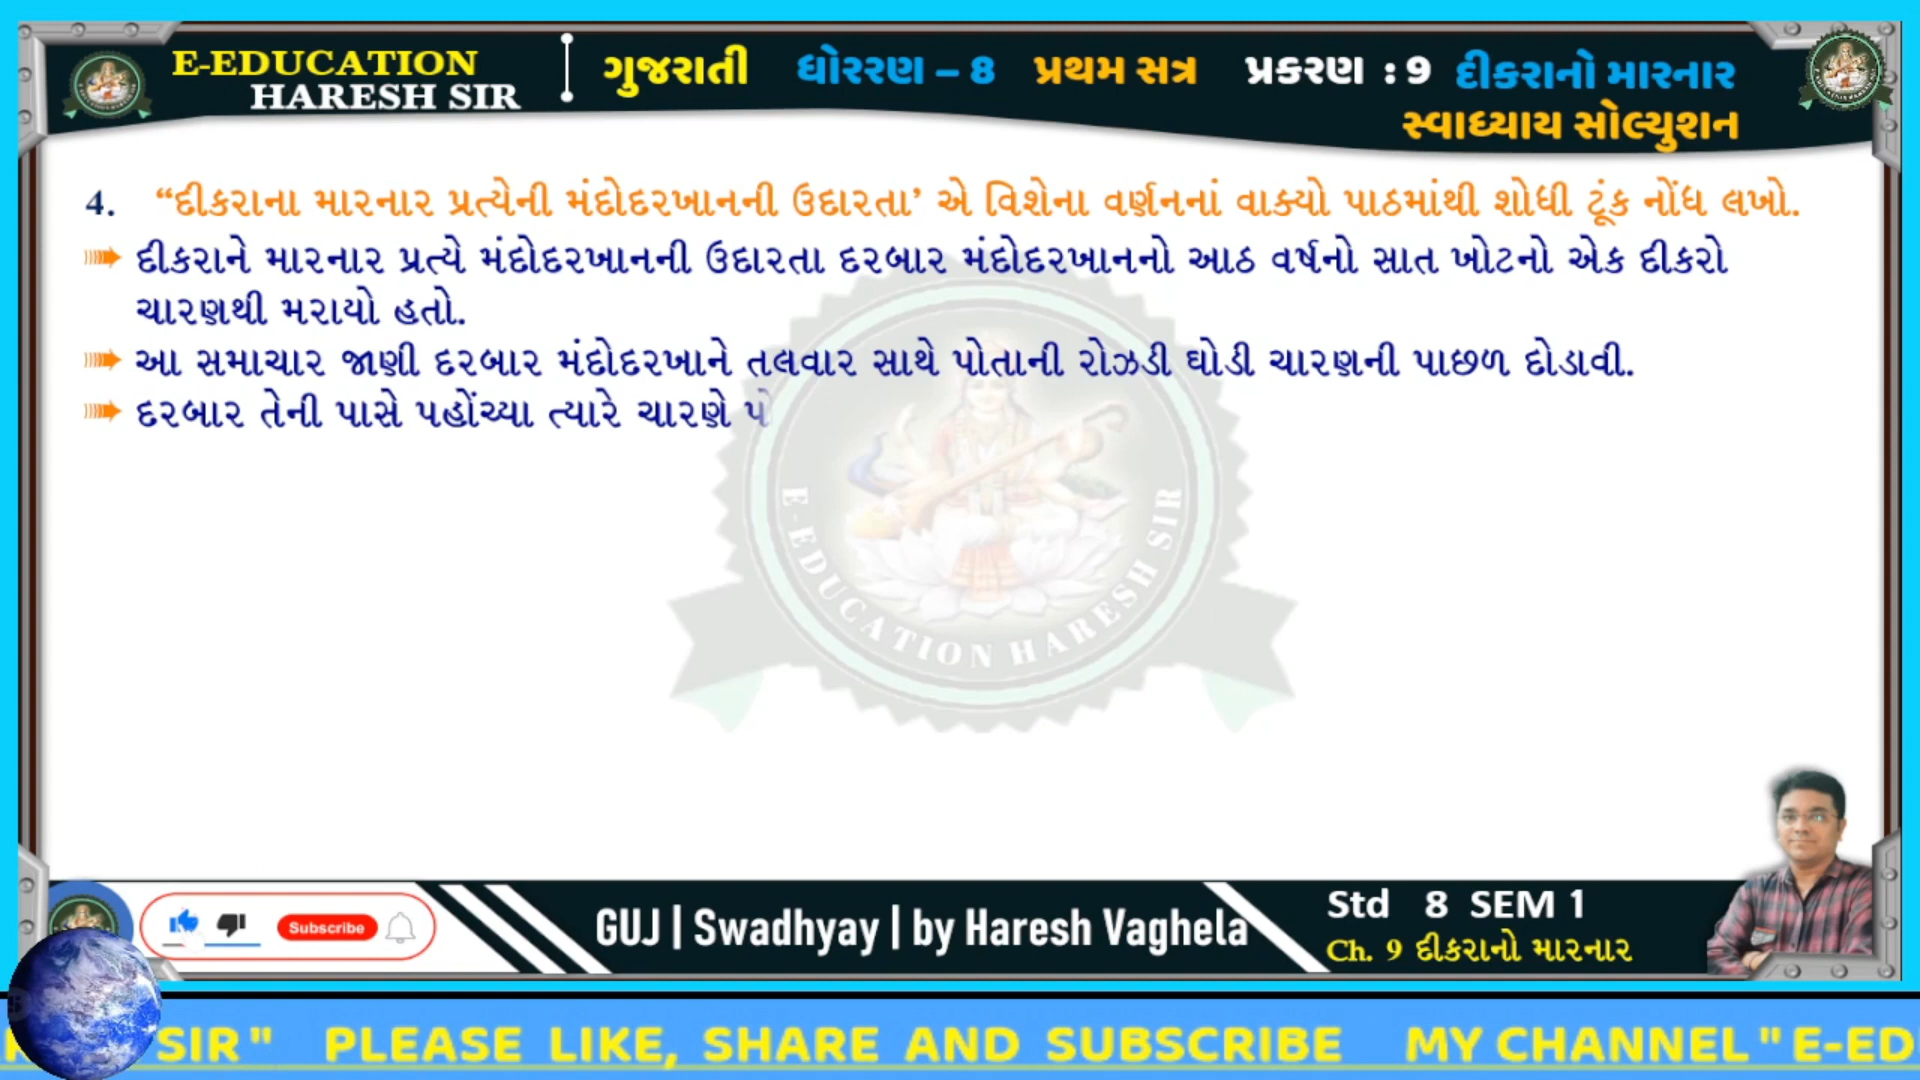 E-EDUCATION
HARESH SIR
ગુજરાતી ધોરરણ – 8 પ્રથમ સત્ર પ્રકરણ : 9 દીકરાનો મારનાર
સ્વાધ્યાય સોલ્યુશન
4. “દીકરાના મારનાર પ્રત્યેની મંદોદરખાનની ઉદારતા’ એ વિશેના વર્ણનનાં વાક્યો પાઠમાંથી શોધી ટૂંક નોંધ લખો.
દીકરાને મારનાર પ્રત્યે મંદોદરખાનની ઉદારતા દરબાર મંદોદરખાનનો આઠ વર્ષનો સાત ખોટનો એક દીકરો
ચારણથી મરાયો હતો.
આ સમાચાર જાણી દરબાર મંદોદરખાને તલવાર સાથે પોતાની રોઝડી ઘોડી ચારણની પાછળ દોડાવી.
દરબાર તેની પાસે પહોંચ્યા ત્યારે ચારણે
E-EDUCATION HARESH SIR
Subscribe
GUJ | Swadhyay | by Haresh Vaghela
Std 8 SEM 1
Ch. 9 દીકરાનો મારનાર
SIR" PLEASE LIKE, SHARE AND SUBSCRIBE MY CHANNEL "E-ED